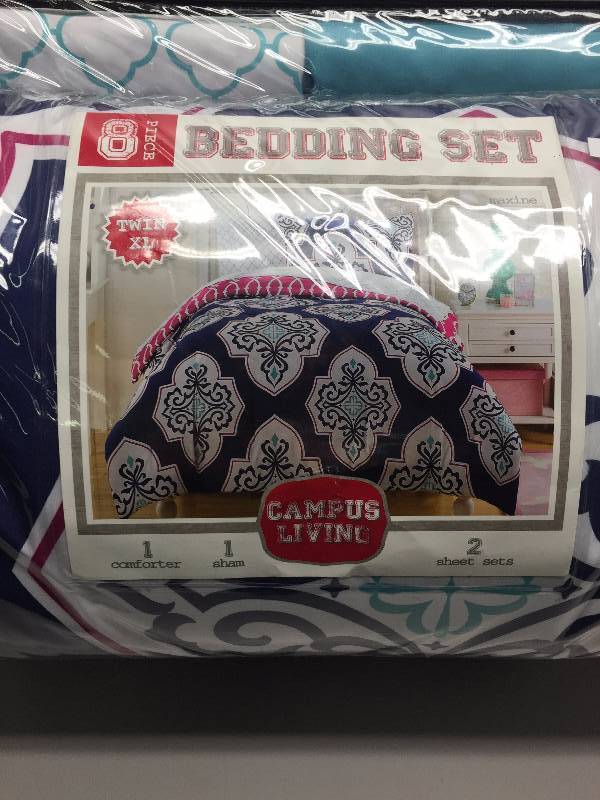 8 PIECE BEDDING SET
maxine
TWIN
XL
CAMPUS
LIVING
1 1 2
comforter sham sheet sets